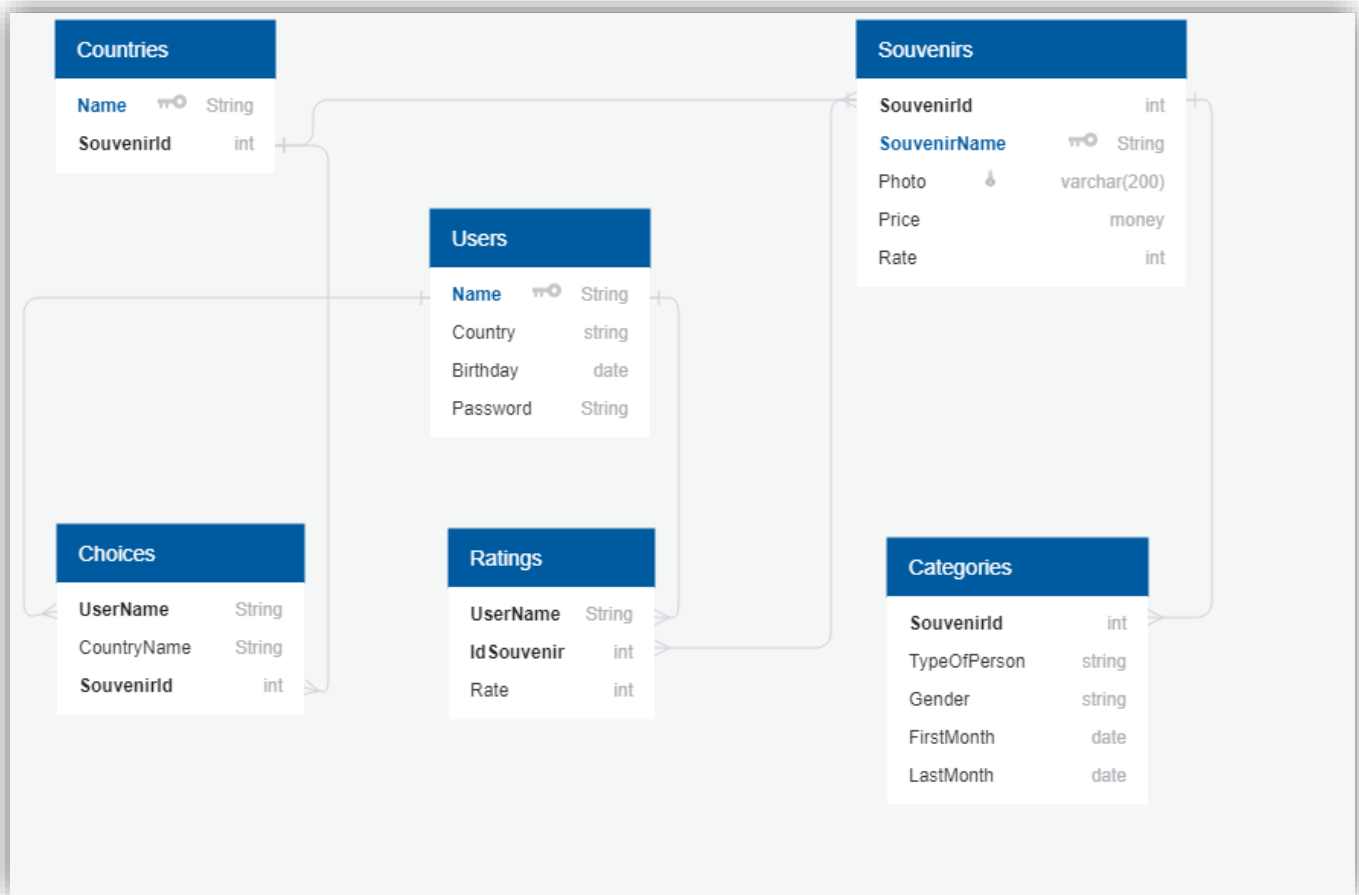 Countries
Name String
SouvenirId int
Souvenirs
SouvenirId int
SouvenirName String
Photo varchar(200)
Price money
Rate int
Users
Name String
Country string
Birthday date
Password String
Choices
UserName String
CountryName String
SouvenirId int
Ratings
UserName String
IdSouvenir int
Rate int
Categories
SouvenirId int
TypeOfPerson string
Gender string
FirstMonth date
LastMonth date